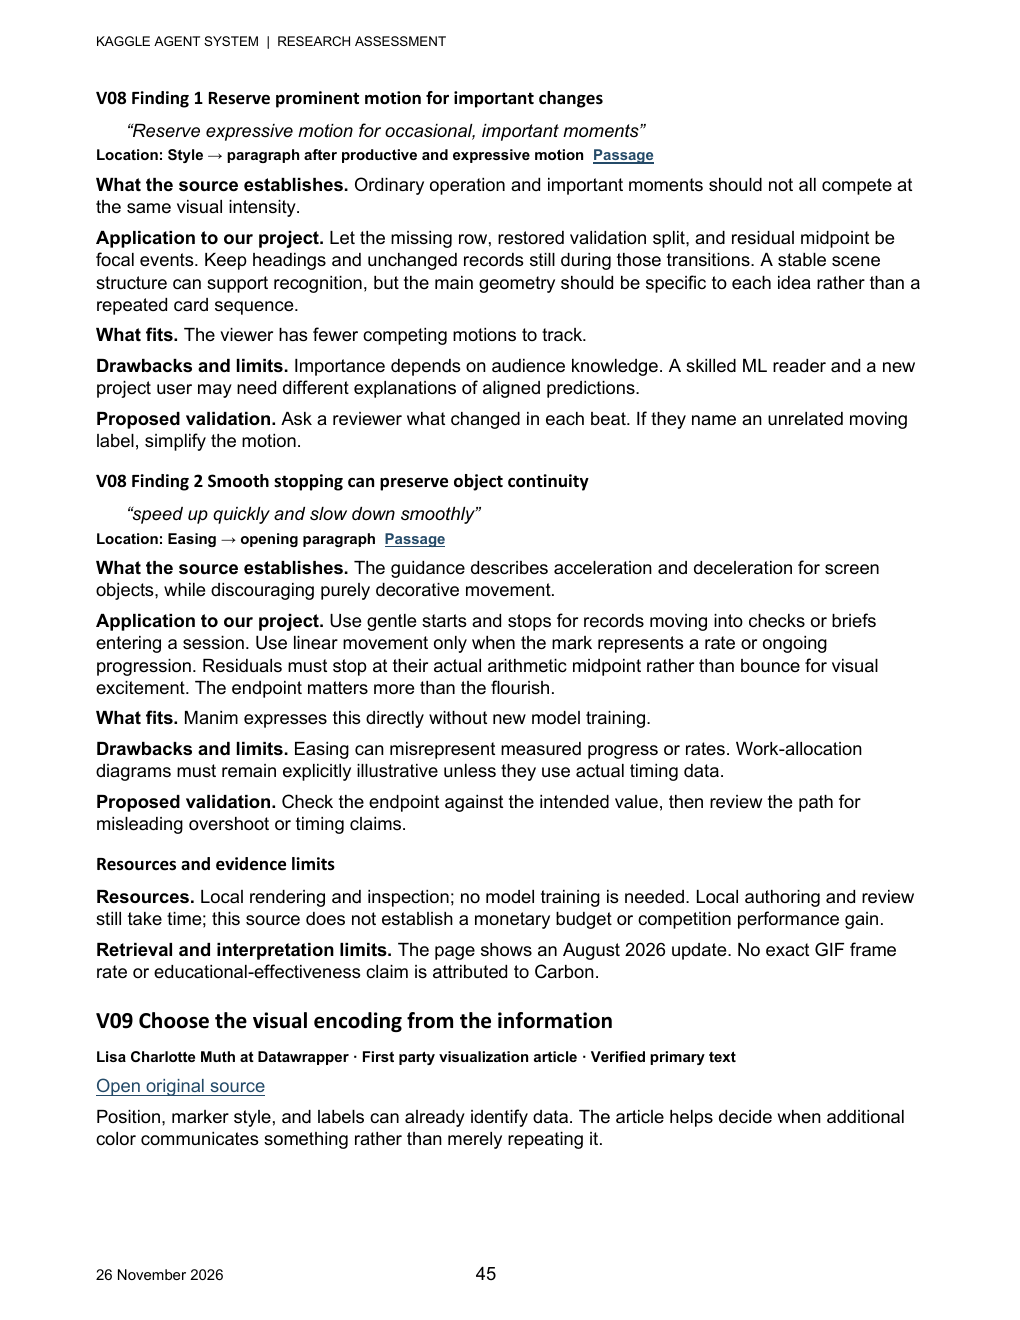 KAGGLE AGENT SYSTEM | RESEARCH ASSESSMENT
V08 Finding 1 Reserve prominent motion for important changes
“Reserve expressive motion for occasional, important moments”
Location: Style → paragraph after productive and expressive motion Passage
What the source establishes. Ordinary operation and important moments should not all compete at
the same visual intensity.
Application to our project. Let the missing row, restored validation split, and residual midpoint be
focal events. Keep headings and unchanged records still during those transitions. A stable scene
structure can support recognition, but the main geometry should be specific to each idea rather than a
repeated card sequence.
What fits. The viewer has fewer competing motions to track.
Drawbacks and limits. Importance depends on audience knowledge. A skilled ML reader and a new
project user may need different explanations of aligned predictions.
Proposed validation. Ask a reviewer what changed in each beat. If they name an unrelated moving
label, simplify the motion.
V08 Finding 2 Smooth stopping can preserve object continuity
“speed up quickly and slow down smoothly”
Location: Easing → opening paragraph Passage
What the source establishes. The guidance describes acceleration and deceleration for screen
objects, while discouraging purely decorative movement.
Application to our project. Use gentle starts and stops for records moving into checks or briefs
entering a session. Use linear movement only when the mark represents a rate or ongoing
progression. Residuals must stop at their actual arithmetic midpoint rather than bounce for visual
excitement. The endpoint matters more than the flourish.
What fits. Manim expresses this directly without new model training.
Drawbacks and limits. Easing can misrepresent measured progress or rates. Work-allocation
diagrams must remain explicitly illustrative unless they use actual timing data.
Proposed validation. Check the endpoint against the intended value, then review the path for
misleading overshoot or timing claims.
Resources and evidence limits
Resources. Local rendering and inspection; no model training is needed. Local authoring and review
still take time; this source does not establish a monetary budget or competition performance gain.
Retrieval and interpretation limits. The page shows an August 2026 update. No exact GIF frame
rate or educational-effectiveness claim is attributed to Carbon.
V09 Choose the visual encoding from the information
Lisa Charlotte Muth at Datawrapper · First party visualization article · Verified primary text
Open original source
Position, marker style, and labels can already identify data. The article helps decide when additional
color communicates something rather than merely repeating it.
26 November 2026 45